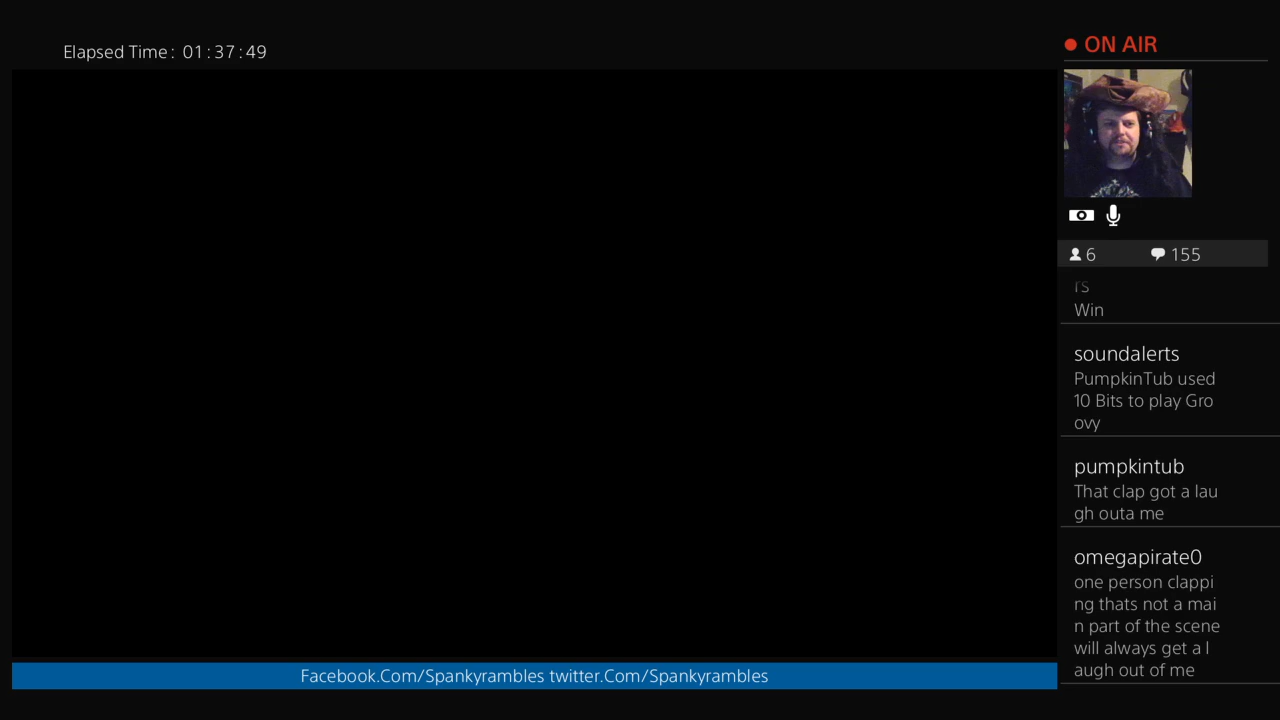 Elapsed Time: 01:37:49
ON AIR
6 155
rs
Win
soundalerts
PumpkinTub used
10 Bits to play Gro
ovy
pumpkintub
That clap got a lau
gh outa me
omegapirate0
one person clappi
ng thats not a mai
n part of the scene
will always get a l
augh out of me
Facebook.Com/Spankyrambles twitter.Com/Spankyrambles